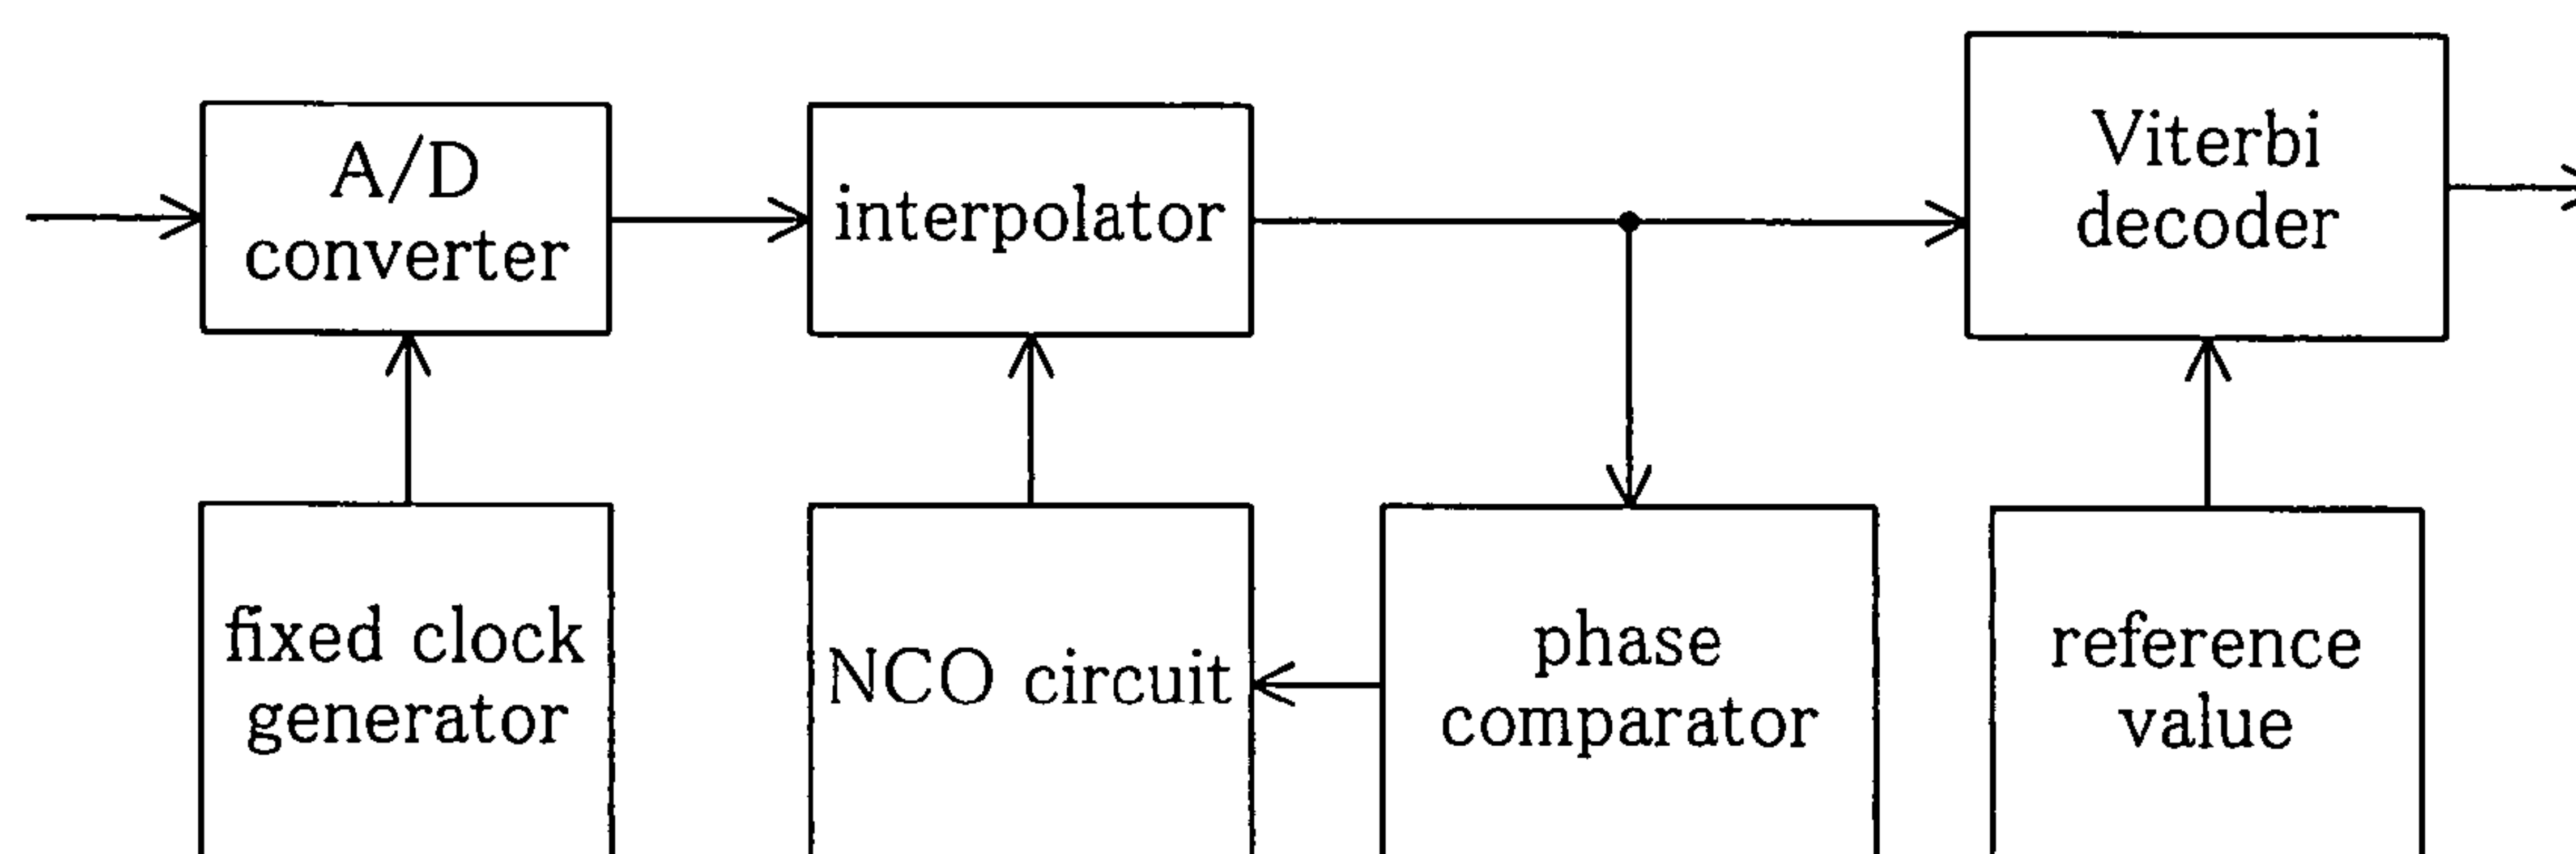 A/D
converter
interpolator
Viterbi
decoder
fixed clock
generator
NCO circuit
phase
comparator
reference
value